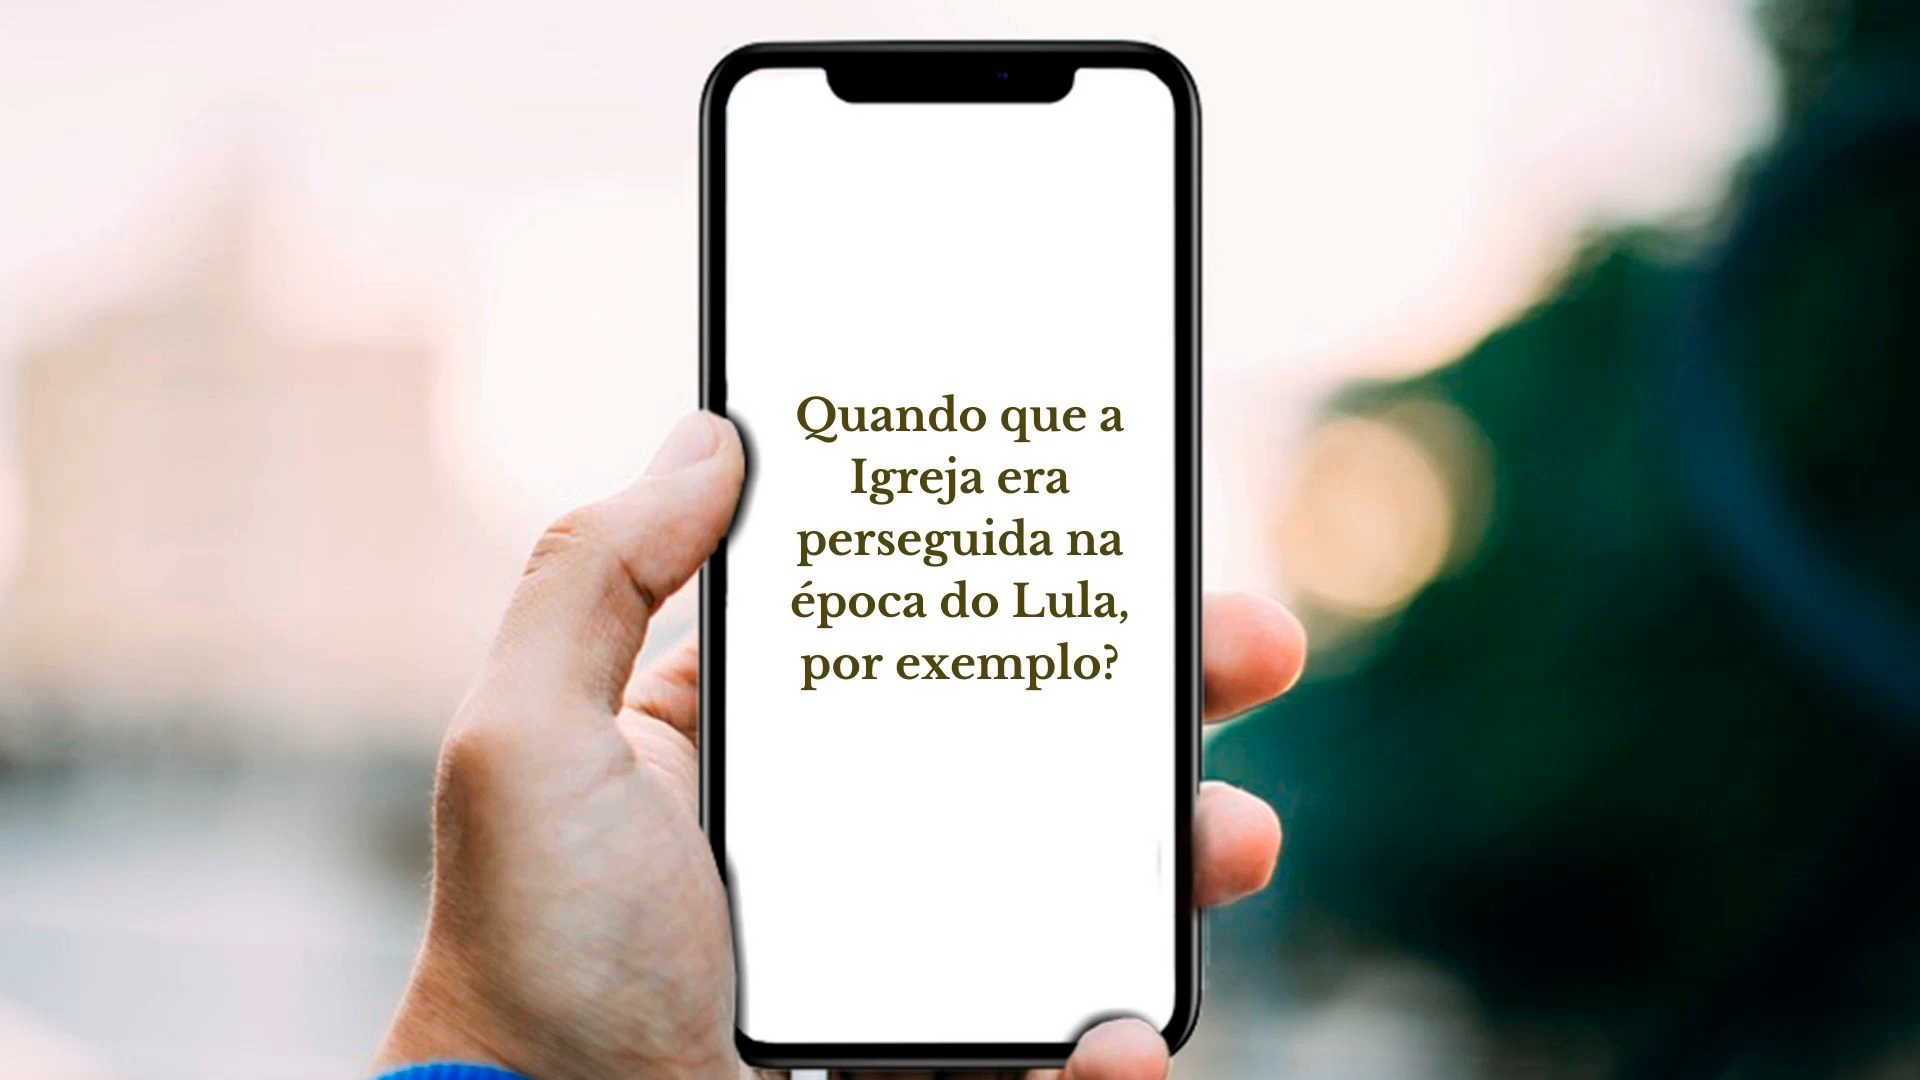 Quando que a
Igreja era
perseguida na
época do Lula,
por exemplo?